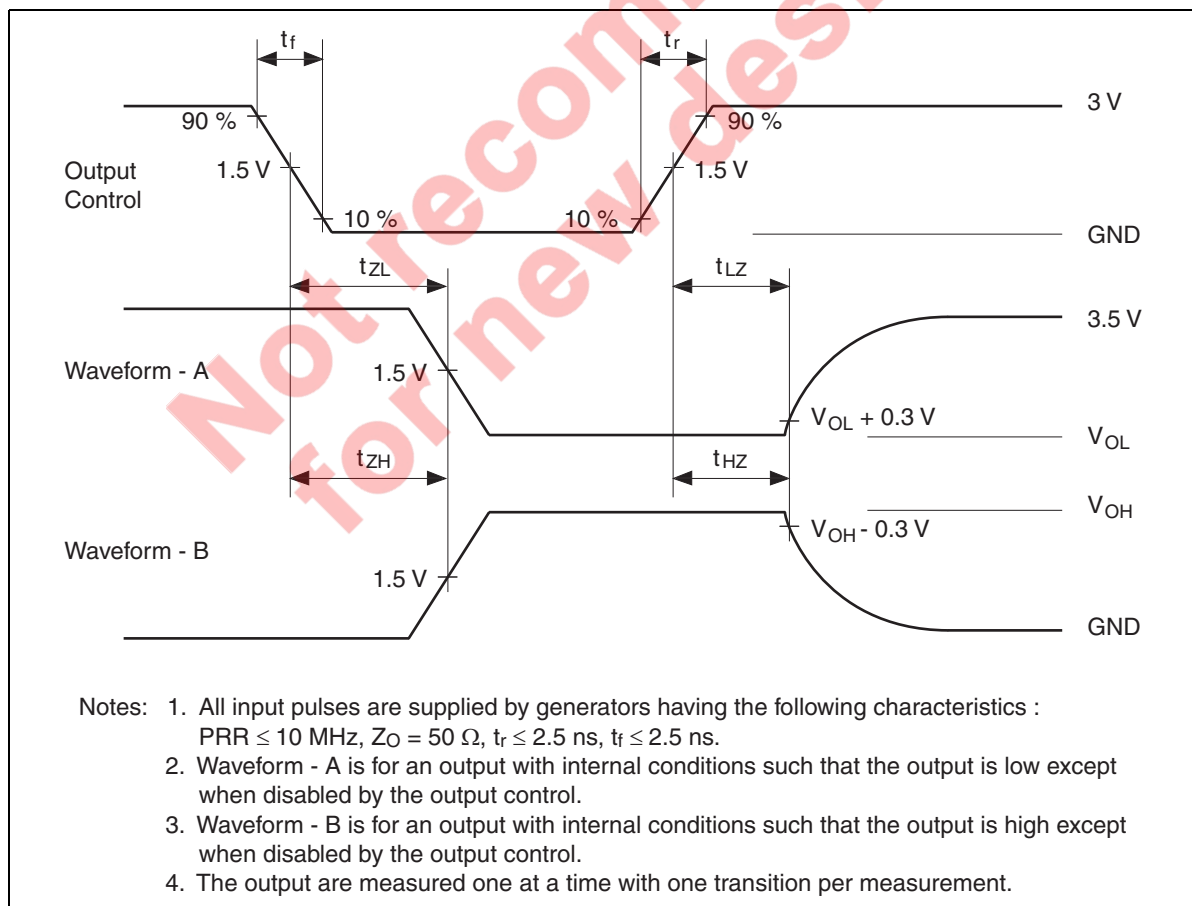 tf
tr
3 V
90 %
90 %
Output
Control
1.5 V
1.5 V
10 %
10 %
GND
tZL
tLZ
3.5 V
Waveform - A
1.5 V
VOL + 0.3 V
VOL
tZH
tHZ
VOH
VOH - 0.3 V
Waveform - B
1.5 V
GND
Notes: 1. All input pulses are supplied by generators having the following characteristics :
PRR ≤ 10 MHz, ZO = 50 Ω, tr ≤ 2.5 ns, tf ≤ 2.5 ns.
2. Waveform - A is for an output with internal conditions such that the output is low except
when disabled by the output control.
3. Waveform - B is for an output with internal conditions such that the output is high except
when disabled by the output control.
4. The output are measured one at a time with one transition per measurement.
Not recom
for new desi